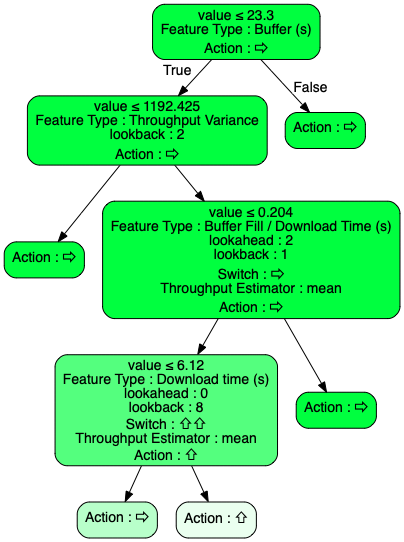 value ≤ 23.3
Feature Type : Buffer (s)
Action : ⇨
True
False
value ≤ 1192.425
Feature Type : Throughput Variance
lookback : 2
Action : ⇨
Action : ⇨
Action : ⇨
value ≤ 0.204
Feature Type : Buffer Fill / Download Time (s)
lookahead : 2
lookback : 1
Switch : ⇨
Throughput Estimator : mean
Action : ⇨
value ≤ 6.12
Feature Type : Download time (s)
lookahead : 0
lookback : 8
Switch : ⇧⇧
Throughput Estimator : mean
Action : ⇧
Action : ⇨
Action : ⇨
Action : ⇧